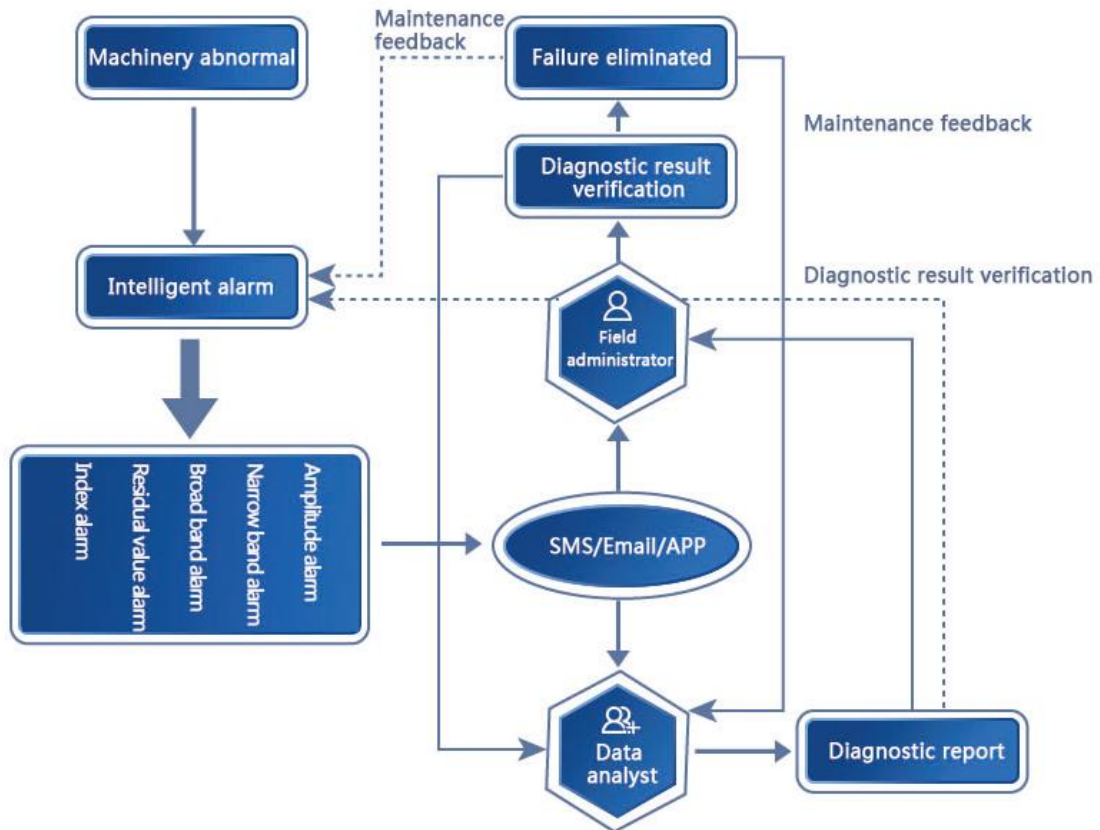 Machinery abnormal
Maintenance
feedback
Failure eliminated
Maintenance feedback
Diagnostic result
verification
Intelligent alarm
Diagnostic result verification
Field
administrator
Amplitude alarm
Narrow band alarm
Broad band alarm
Residual value alarm
Index alarm
SMS/Email/APP
Data
analyst
Diagnostic report